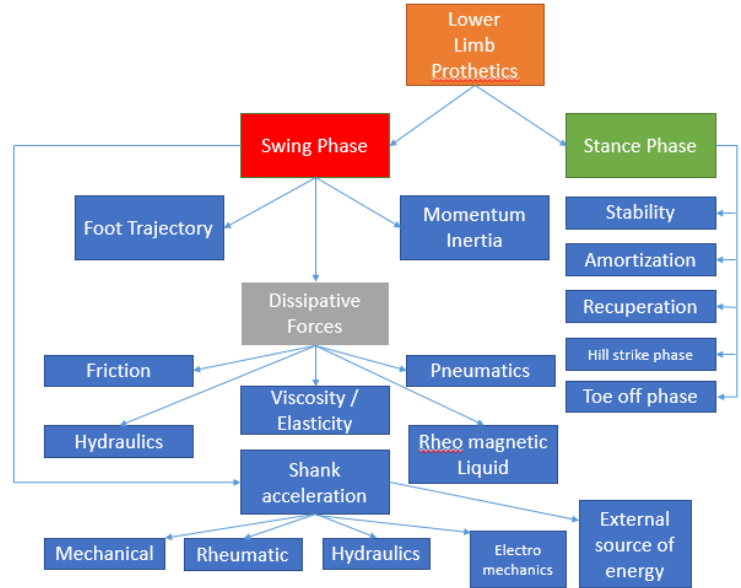 Lower
Limb
Prothetics
Swing Phase
Stance Phase
Foot Trajectory
Momentum
Inertia
Stability
Amortization
Recuperation
Hill strike phase
Toe off phase
Dissipative
Forces
Friction
Pneumatics
Viscosity /
Elasticity
Hydraulics
Rheo magnetic
Liquid
Shank
acceleration
External
source of
energy
Mechanical
Rheumatic
Hydraulics
Electro
mechanics